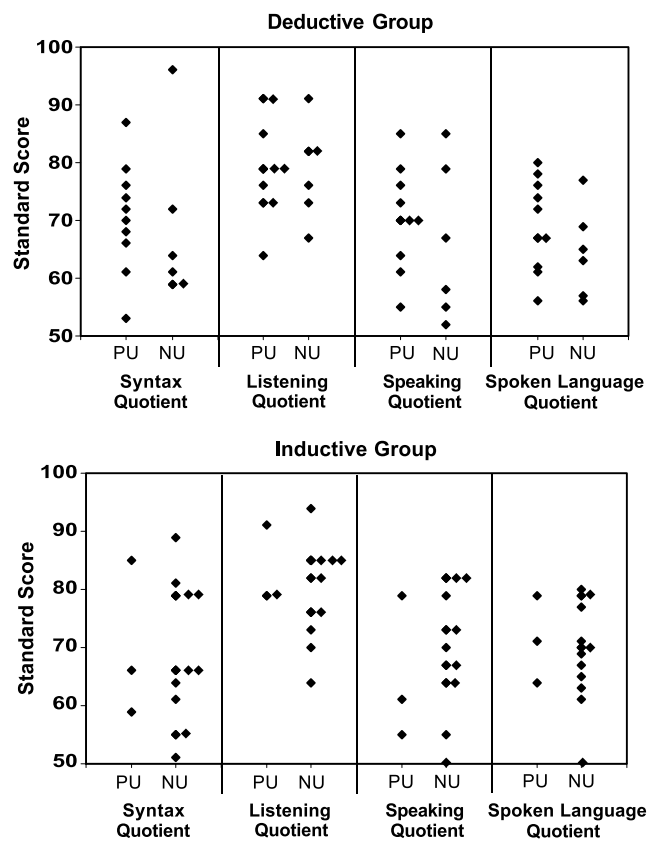 Deductive Group
Standard Score
100
90
80
70
60
50
PU NU PU NU PU NU PU NU
Syntax Quotient
Listening Quotient
Speaking Quotient
Spoken Language Quotient
Inductive Group
Standard Score
100
90
80
70
60
50
PU NU PU NU PU NU PU NU
Syntax Quotient
Listening Quotient
Speaking Quotient
Spoken Language Quotient